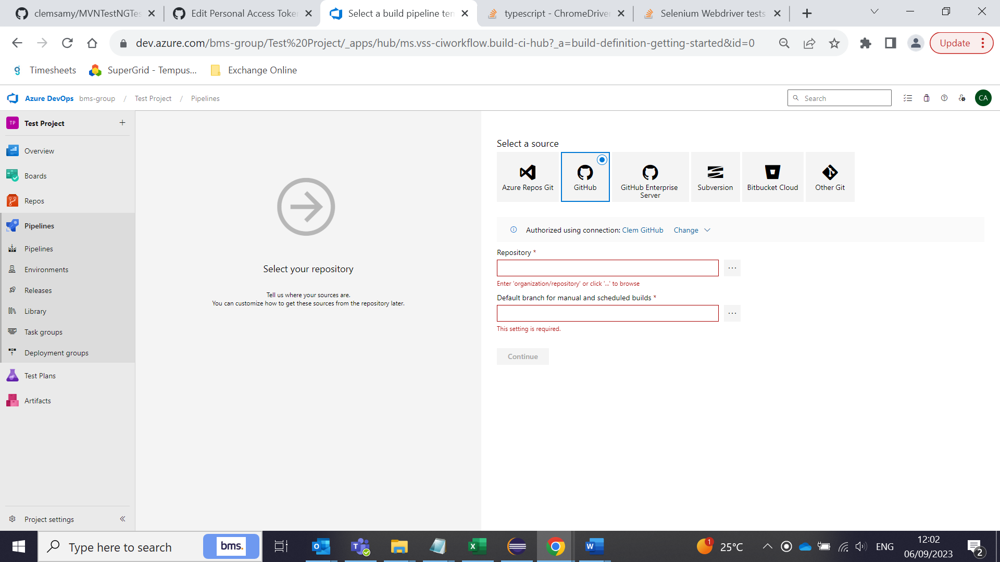 clemsamy/MVNTestNGTes
Edit Personal Access Token
Select a build pipeline tem
typescript - ChromeDriver
Selenium Webdriver tests
dev.azure.com/bms-group/Test%20Project/_apps/hub/ms.vss-ciworkflow.build-ci-hub?_a=build-definition-getting-started&id=0
Update
Timesheets
SuperGrid - Tempus...
Exchange Online
Azure DevOps bms-group / Test Project / Pipelines
Search
CA
TP Test Project
Overview
Boards
Repos
Pipelines
Pipelines
Environments
Releases
Library
Task groups
Deployment groups
Test Plans
Artifacts
Project settings
Select your repository
Tell us where your sources are.
You can customize how to get these sources from the repository later.
Select a source
Azure Repos Git
GitHub
GitHub Enterprise
Server
Subversion
Bitbucket Cloud
Other Git
Authorized using connection: Clem GitHub Change
Repository *
...
Enter 'organization/repository' or click '...' to browse
Default branch for manual and scheduled builds *
...
This setting is required.
Continue
Type here to search
bms.
1
25°C
ENG
12:02
06/09/2023
2